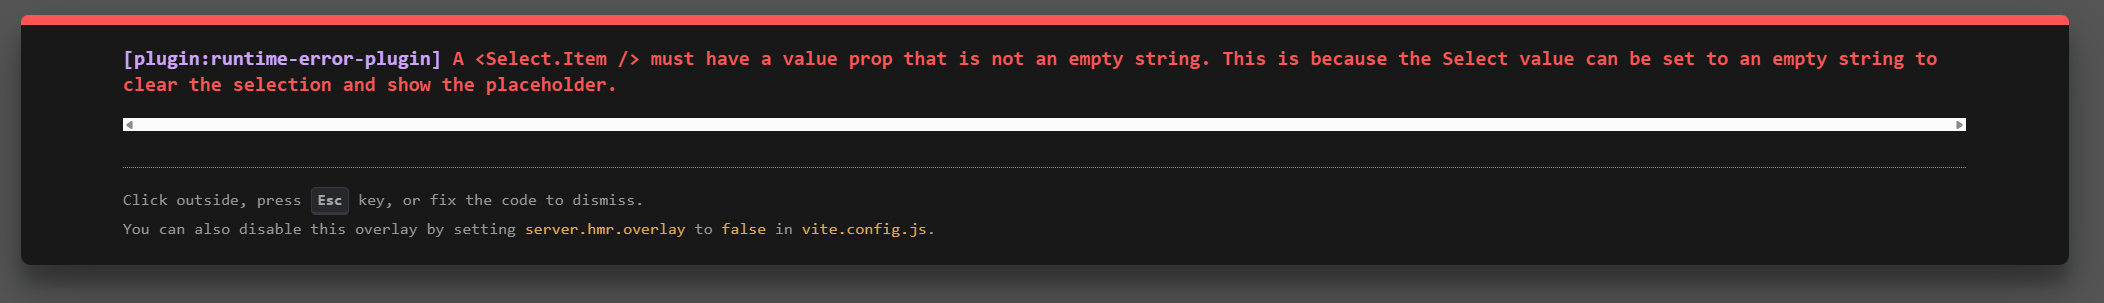 [plugin:runtime-error-plugin] A <Select.Item /> must have a value prop that is not an empty string. This is because the Select value can be set to an empty string to
clear the selection and show the placeholder.
Click outside, press Esc key, or fix the code to dismiss.
You can also disable this overlay by setting server.hmr.overlay to false in vite.config.js.